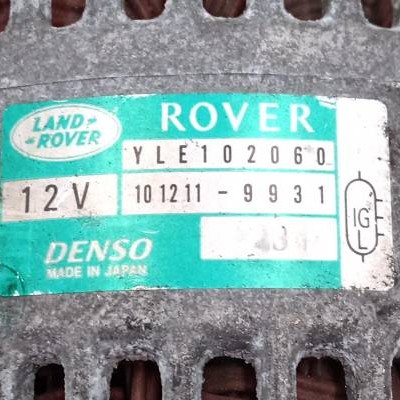 LAND-
-ROVER
ROVER
YLE102060
12V
101211-9931
DENSO
MADE IN JAPAN
IG
L